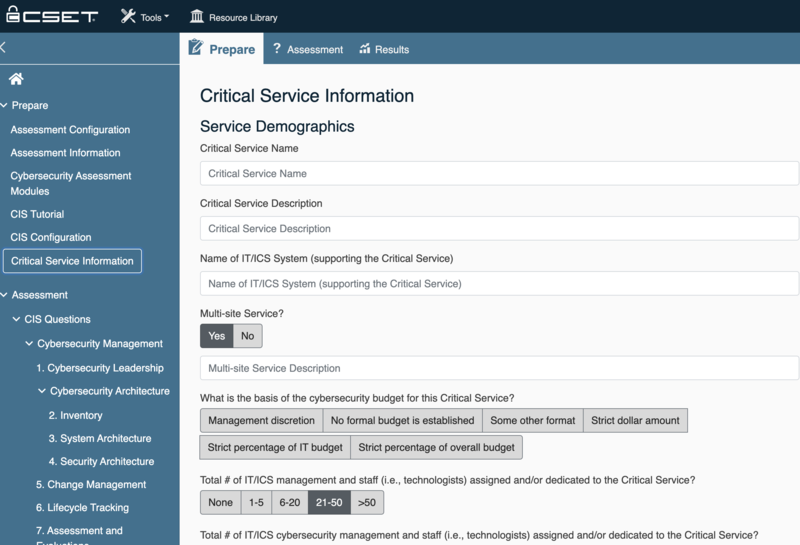 CSET
Tools
Resource Library
Prepare
Assessment
Results
Prepare
Assessment Configuration
Assessment Information
Cybersecurity Assessment
Modules
CIS Tutorial
CIS Configuration
Critical Service Information
Assessment
CIS Questions
Cybersecurity Management
1. Cybersecurity Leadership
Cybersecurity Architecture
2. Inventory
3. System Architecture
4. Security Architecture
5. Change Management
6. Lifecycle Tracking
7. Assessment and
Evaluations
Critical Service Information
Service Demographics
Critical Service Name
Critical Service Name
Critical Service Description
Critical Service Description
Name of IT/ICS System (supporting the Critical Service)
Name of IT/ICS System (supporting the Critical Service)
Multi-site Service?
Yes No
Multi-site Service Description
What is the basis of the cybersecurity budget for this Critical Service?
Management discretion No formal budget is established Some other format Strict dollar amount
Strict percentage of IT budget Strict percentage of overall budget
Total # of IT/ICS management and staff (i.e., technologists) assigned and/or dedicated to the Critical Service?
None 1-5 6-20 21-50 >50
Total # of IT/ICS cybersecurity management and staff (i.e., technologists) assigned and/or dedicated to the Critical Service?